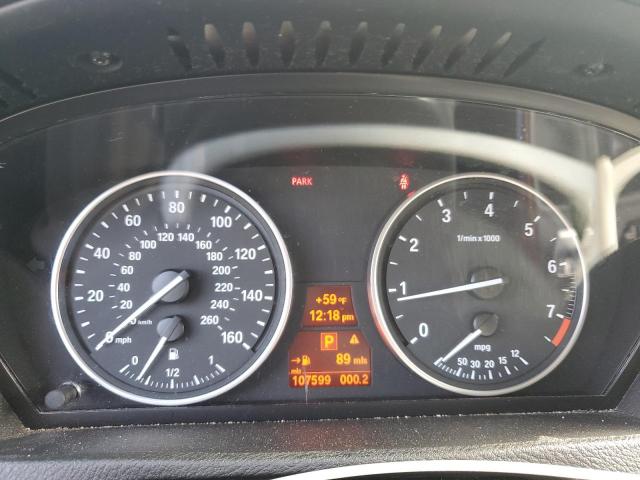 PARK
60 80 100
40 120
20 140
0 160
mph
20 40 60 80 100 120 140 160 180 200 220 240 260
km/h
0 1/2 1
+59 °F
12:18 pm
P
89 mls
mls
107599 000.2
0 1 2 3 4 5 6 7
1/min x 1000
mpg
50 30 20 15 12